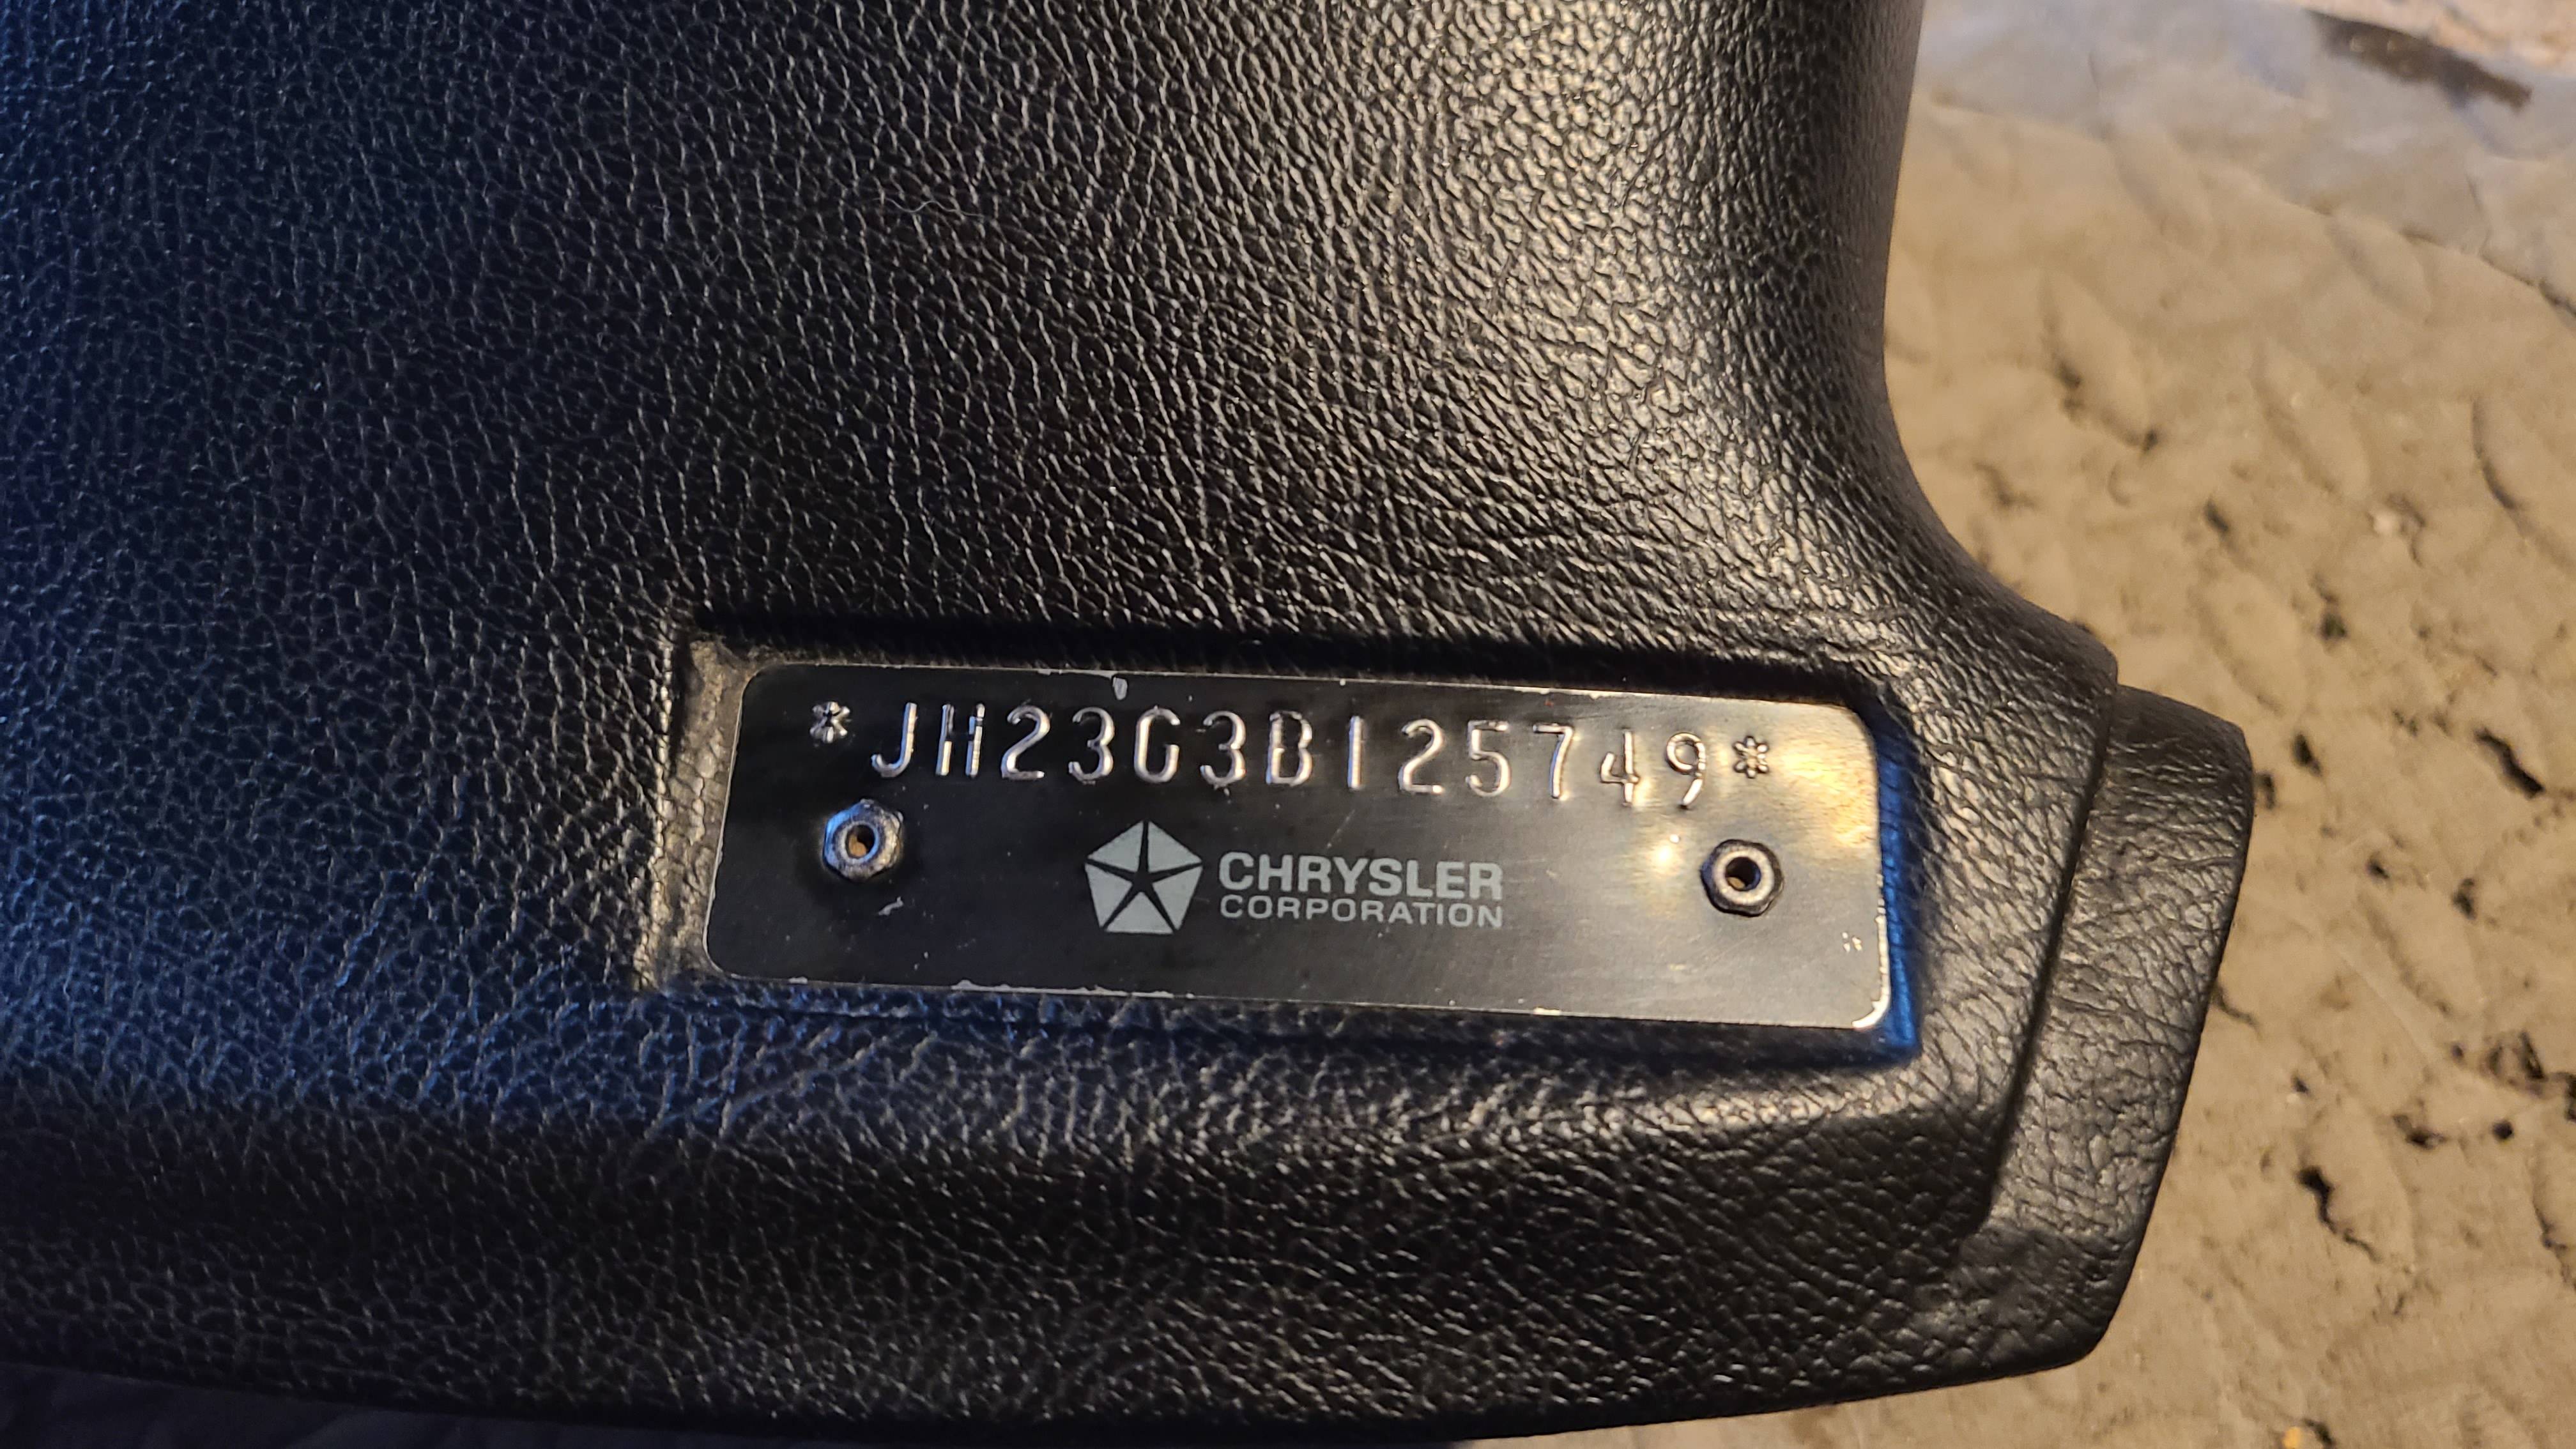 *JH23G3B125749*
CHRYSLER
CORPORATION